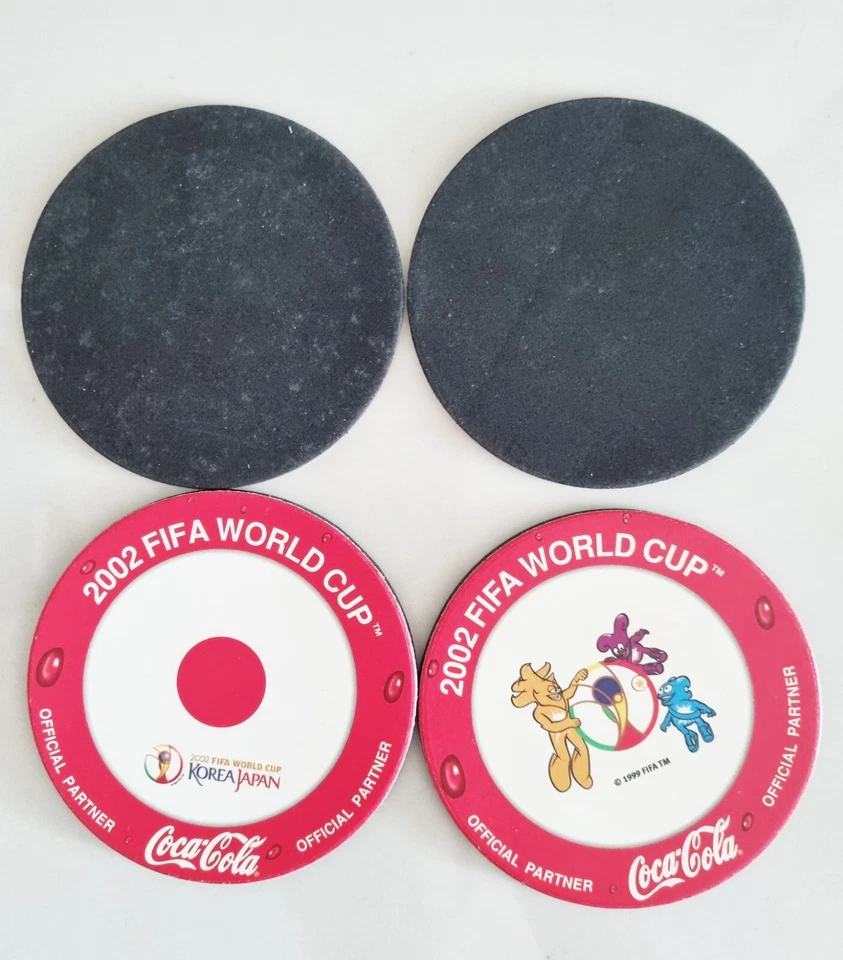 2002 FIFA WORLD CUP™
2002 FIFA WORLD CUP
KOREA JAPAN
OFFICIAL PARTNER
Coca-Cola®
OFFICIAL PARTNER
2002 FIFA WORLD CUP™
© 1999 FIFA TM
OFFICIAL PARTNER
Coca-Cola®
OFFICIAL PARTNER